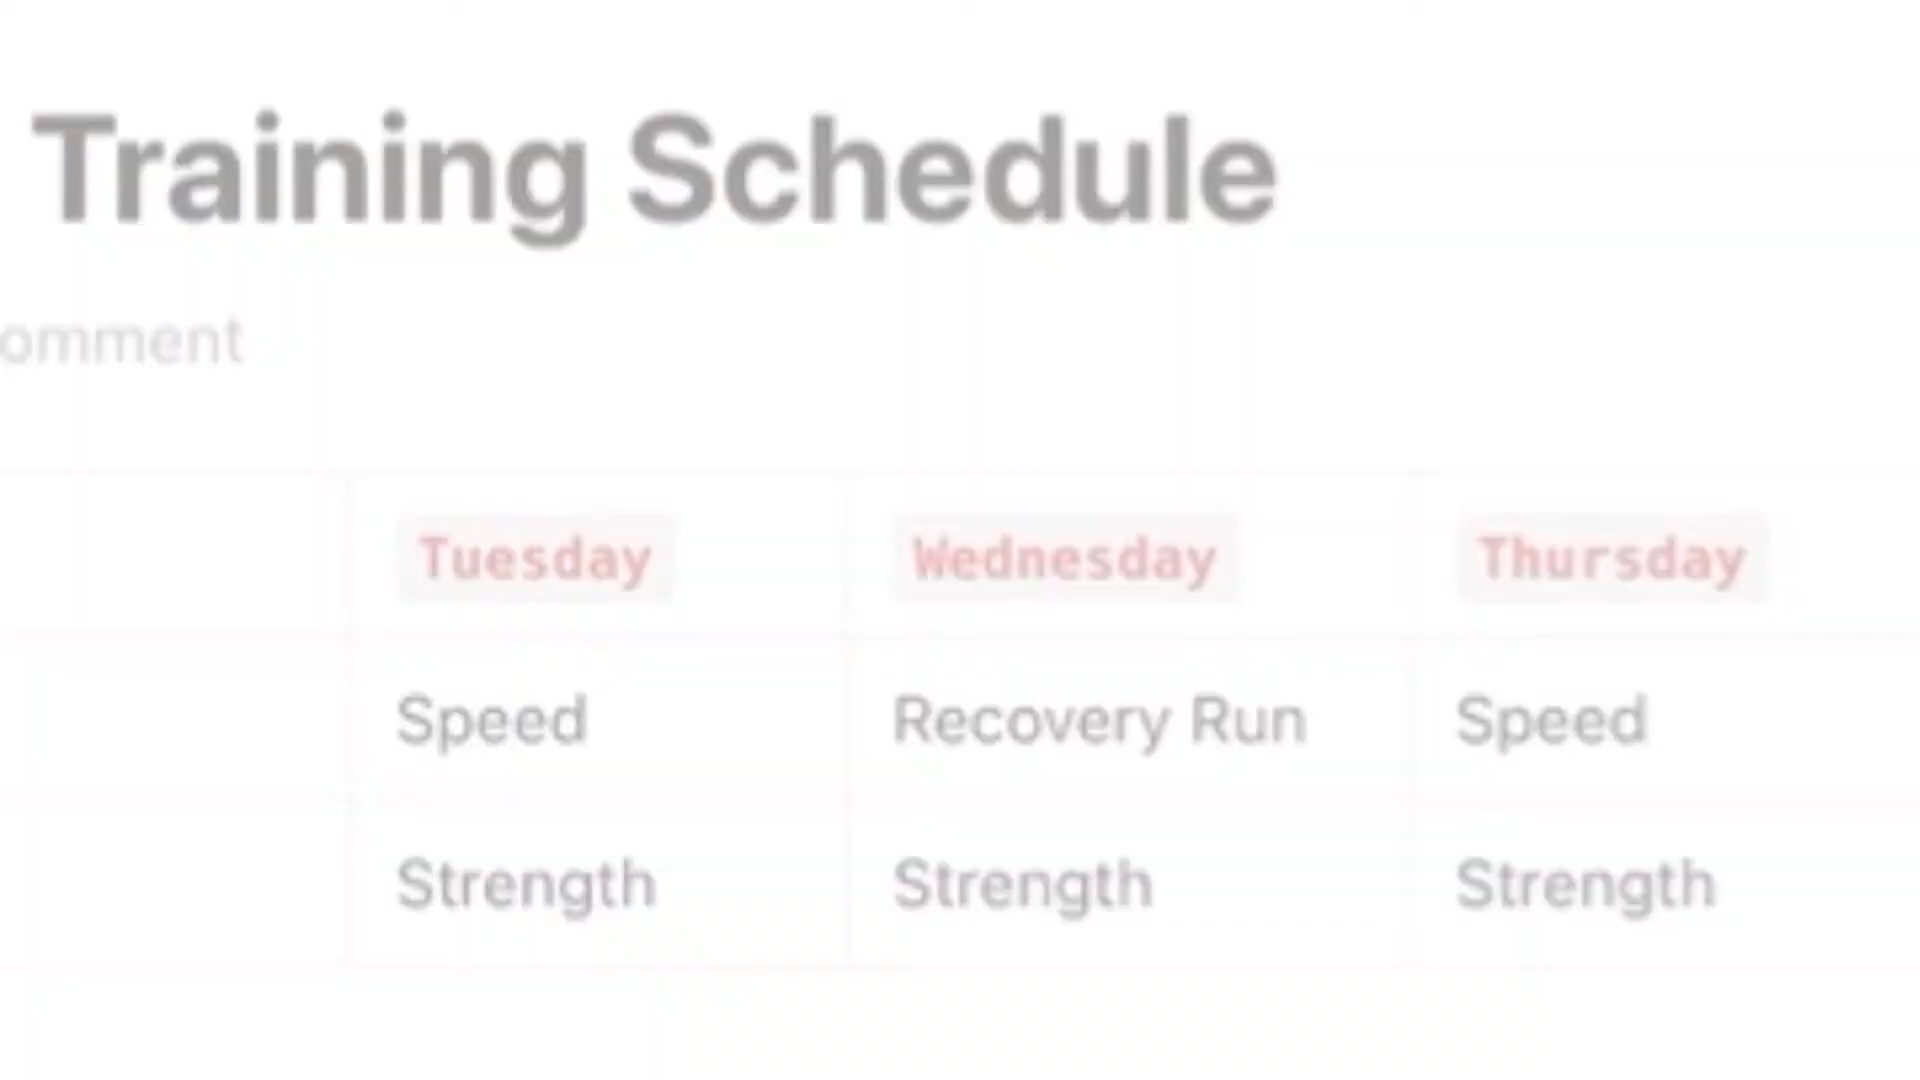 Training Schedule
omment
Tuesday Wednesday Thursday
Speed Recovery Run Speed
Strength Strength Strength